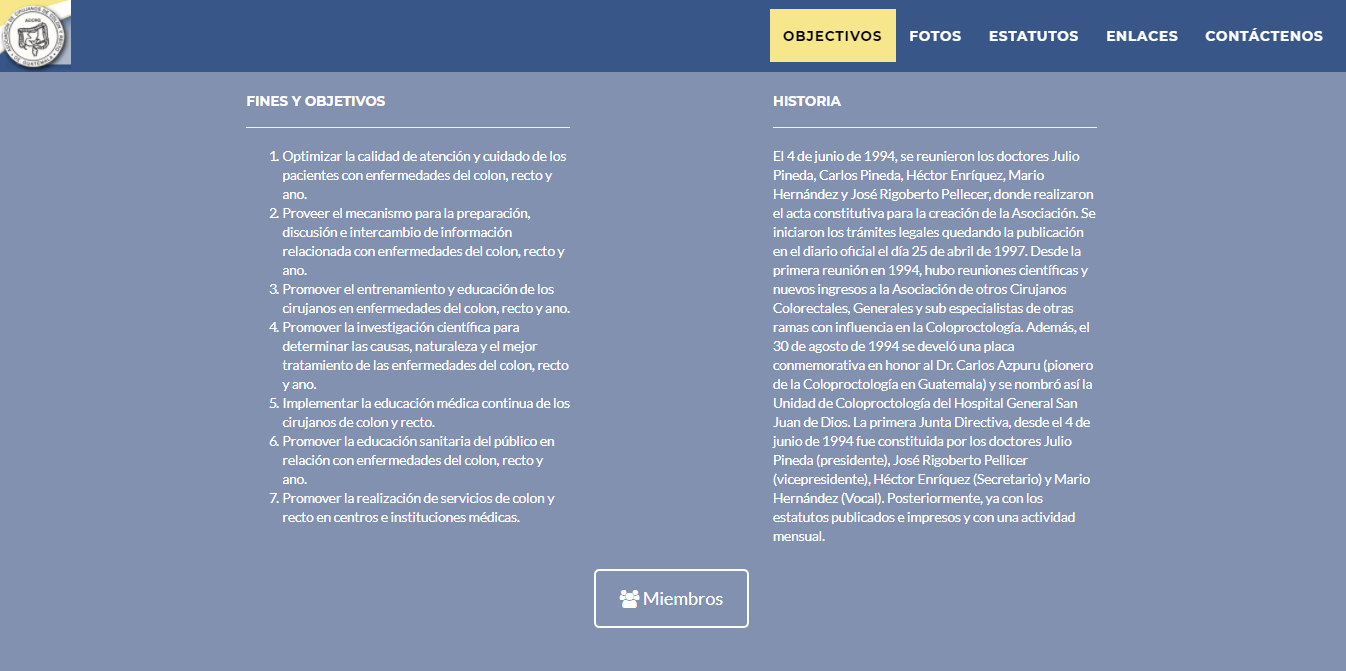 OBJECTIVOS
FOTOS
ESTATUTOS
ENLACES
CONTÁCTENOS
FINES Y OBJETIVOS
1. Optimizar la calidad de atención y cuidado de los
pacientes con enfermedades del colon, recto y
ano.
2. Proveer el mecanismo para la preparación,
discusión e intercambio de información
relacionada con enfermedades del colon, recto y
ano.
3. Promover el entrenamiento y educación de los
cirujanos en enfermedades del colon, recto y ano.
4. Promover la investigación científica para
determinar las causas, naturaleza y el mejor
tratamiento de las enfermedades del colon, recto
y ano.
5. Implementar la educación médica continua de los
cirujanos de colon y recto.
6. Promover la educación sanitaria del público en
relación con enfermedades del colon, recto y
ano.
7. Promover la realización de servicios de colon y
recto en centros e instituciones médicas.
HISTORIA
El 4 de junio de 1994, se reunieron los doctores Julio
Pineda, Carlos Pineda, Héctor Enríquez, Mario
Hernández y José Rigoberto Pellecer, donde realizaron
el acta constitutiva para la creación de la Asociación. Se
iniciaron los trámites legales quedando la publicación
en el diario oficial el día 25 de abril de 1997. Desde la
primera reunión en 1994, hubo reuniones científicas y
nuevos ingresos a la Asociación de otros Cirujanos
Colorectales, Generales y sub especialistas de otras
ramas con influencia en la Coloproctología. Además, el
30 de agosto de 1994 se develó una placa
conmemorativa en honor al Dr. Carlos Azpuru (pionero
de la Coloproctología en Guatemala) y se nombró así la
Unidad de Coloproctología del Hospital General San
Juan de Dios. La primera Junta Directiva, desde el 4 de
junio de 1994 fue constituida por los doctores Julio
Pineda (presidente), José Rigoberto Pellicer
(vicepresidente), Héctor Enríquez (Secretario) y Mario
Hernández (Vocal). Posteriormente, ya con los
estatutos publicados e impresos y con una actividad
mensual.
Miembros